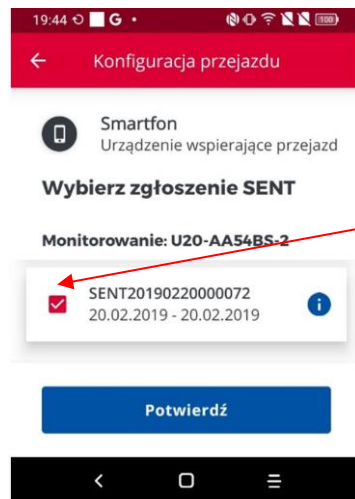 19:44 G
100
Konfiguracja przejazdu
Smartfon
Urządzenie wspierające przejazd
Wybierz zgłoszenie SENT
Monitorowanie: U20-AA54BS-2
SENT20190220000072
20.02.2019 - 20.02.2019
i
Potwierdź